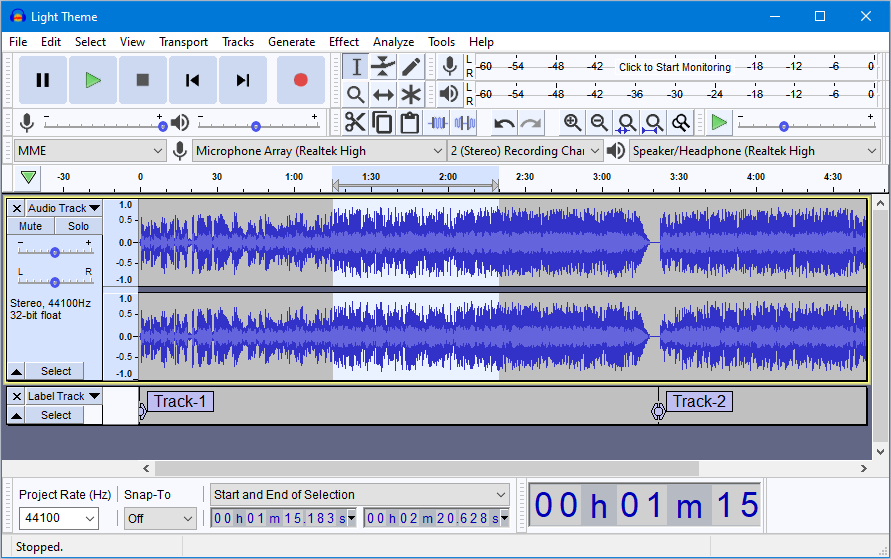 Light Theme
File Edit Select View Transport Tracks Generate Effect Analyze Tools Help
L R -60 -54 -48 -42 Click to Start Monitoring -18 -12 -6 0
L R -60 -54 -48 -42 -36 -30 -24 -18 -12 -6 0
- + - + - +
MME Microphone Array (Realtek High 2 (Stereo) Recording Chan Speaker/Headphone (Realtek High
-30 0 30 1:00 1:30 2:00 2:30 3:00 3:30 4:00 4:30
Audio Track 1.0
Mute Solo 0.5
- + 0.0
L R -0.5
-1.0
Stereo, 44100Hz 1.0
32-bit float 0.5
0.0
-0.5
Select -1.0
Label Track Track-1 Track-2
Select
Project Rate (Hz) Snap-To Start and End of Selection
44100 Off 00 h 01 m 15.183 s 00 h 02 m 20.628 s 00 h 01 m 15
Stopped.